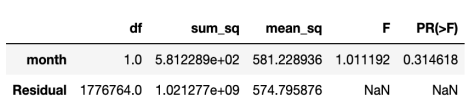 df sum_sq mean_sq F PR(>F)
month 1.0 5.812289e+02 581.228936 1.011192 0.314618
Residual 1776764.0 1.021277e+09 574.795876 NaN NaN